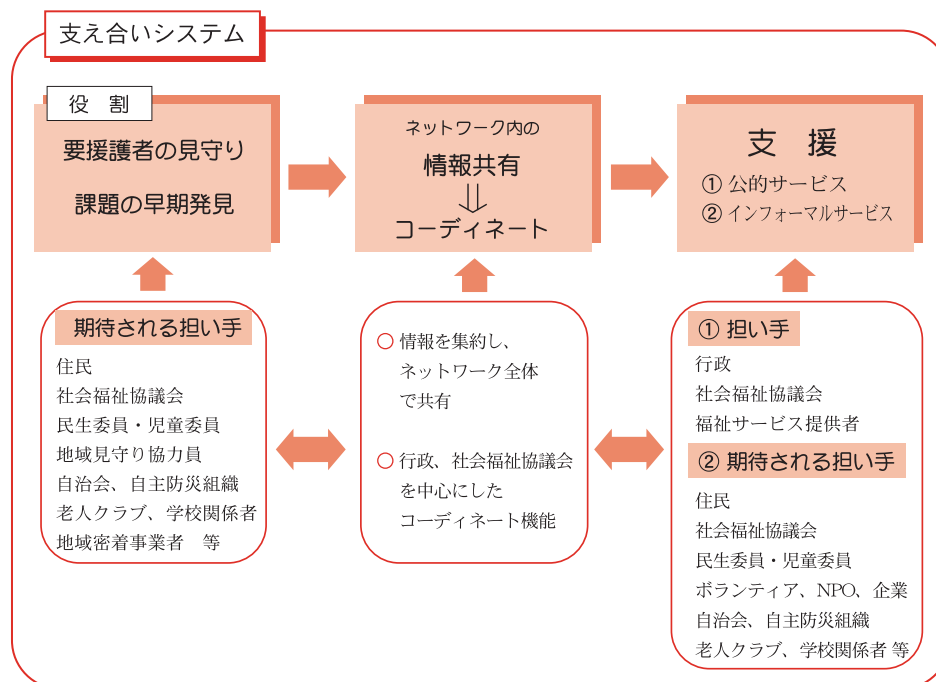 支え合いシステム
役　割
要援護者の見守り
課題の早期発見
ネットワーク内の
情報共有
コーディネート
支　援
① 公的サービス
② インフォーマルサービス
期待される担い手
住民
社会福祉協議会
民生委員・児童委員
地域見守り協力員
自治会、自主防災組織
老人クラブ、学校関係者
地域密着事業者　等
○ 情報を集約し、
ネットワーク全体
で共有
○ 行政、社会福祉協議会
を中心にした
コーディネート機能
① 担い手
行政
社会福祉協議会
福祉サービス提供者
② 期待される担い手
住民
社会福祉協議会
民生委員・児童委員
ボランティア、NPO、企業
自治会、自主防災組織
老人クラブ、学校関係者 等